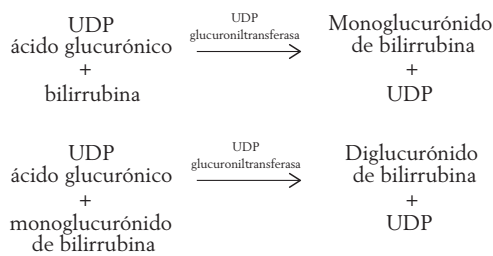 UDP
ácido glucurónico
+
bilirrubina
UDP
glucuroniltransferasa
Monoglucurónido
de bilirrubina
+
UDP
UDP
ácido glucurónico
+
monoglucurónido
de bilirrubina
UDP
glucuroniltransferasa
Diglucurónido
de bilirrubina
+
UDP